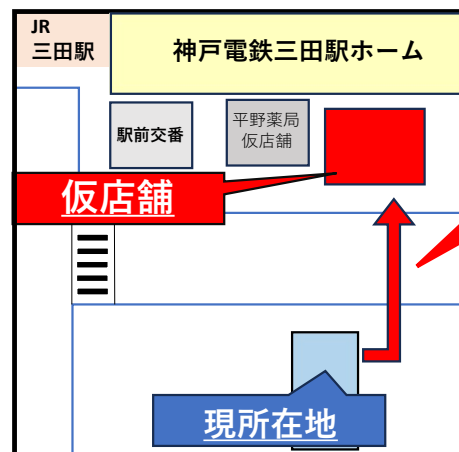 JR
三田駅
神戸電鉄三田駅ホーム
駅前交番
平野薬局
仮店舗
仮店舗
現所在地